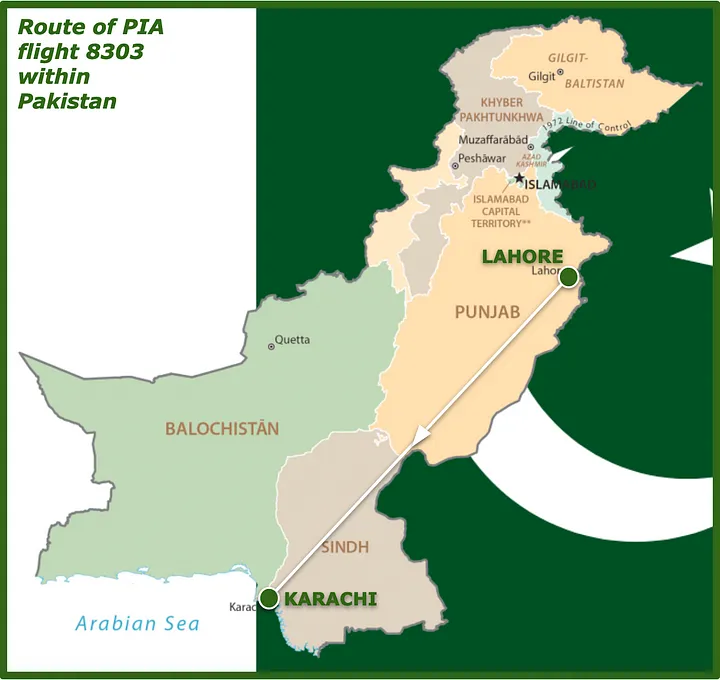 Route of PIA
flight 8303
within
Pakistan
GILGIT-
Gilgit
BALTISTAN
KHYBER
PAKHTUNKHWA
1972 Line of Control
Muzaffarābād
AZAD
KASHMIR
Peshāwar
ISLAMABAD
ISLAMABAD
CAPITAL
TERRITORY**
LAHORE
Lahor
PUNJAB
Quetta
BALOCHISTĀN
SINDH
Karac
KARACHI
Arabian Sea